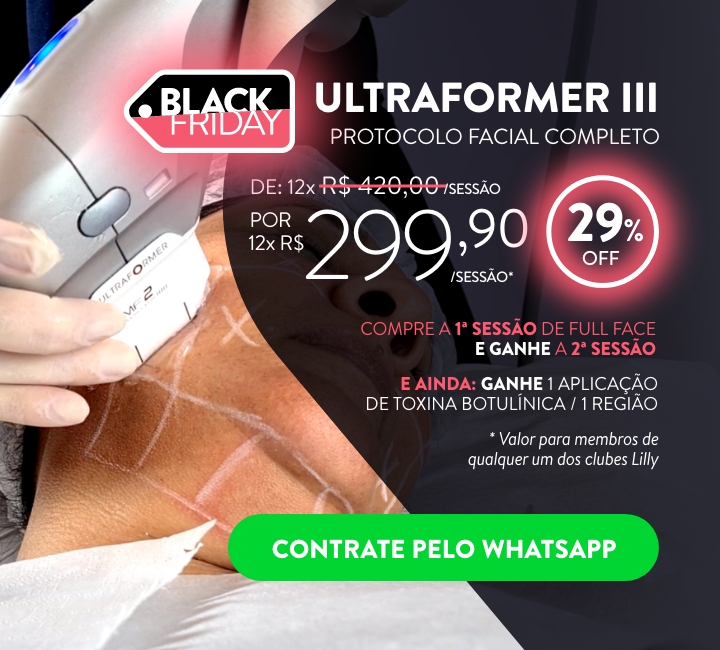 BLACK
FRIDAY
ULTRAFORMER III
PROTOCOLO FACIAL COMPLETO
DE: 12x R$ 420,00/SESSÃO
POR
12x R$
299,90
/SESSÃO*
29%
OFF
COMPRE A 1ª SESSÃO DE FULL FACE
E GANHE A 2ª SESSÃO
E AINDA: GANHE 1 APLICAÇÃO
DE TOXINA BOTULÍNICA / 1 REGIÃO
* Valor para membros de
qualquer um dos clubes Lilly
CONTRATE PELO WHATSAPP
ULTRAFORMER
MF2